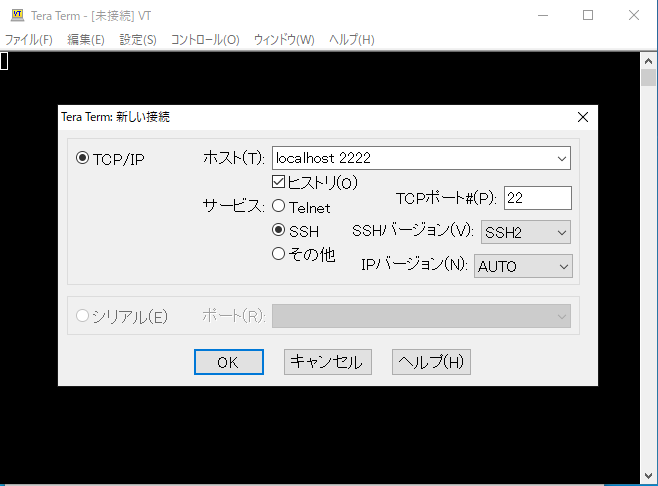 Tera Term - [未接続] VT
ファイル(F) 編集(E) 設定(S) コントロール(O) ウィンドウ(W) ヘルプ(H)
Tera Term: 新しい接続
TCP/IP ホスト(T): localhost 2222
ヒストリ(O)
サービス: Telnet TCPポート#(P): 22
SSH SSHバージョン(V): SSH2
その他 IPバージョン(N): AUTO
シリアル(E) ポート(R):
OK キャンセル ヘルプ(H)